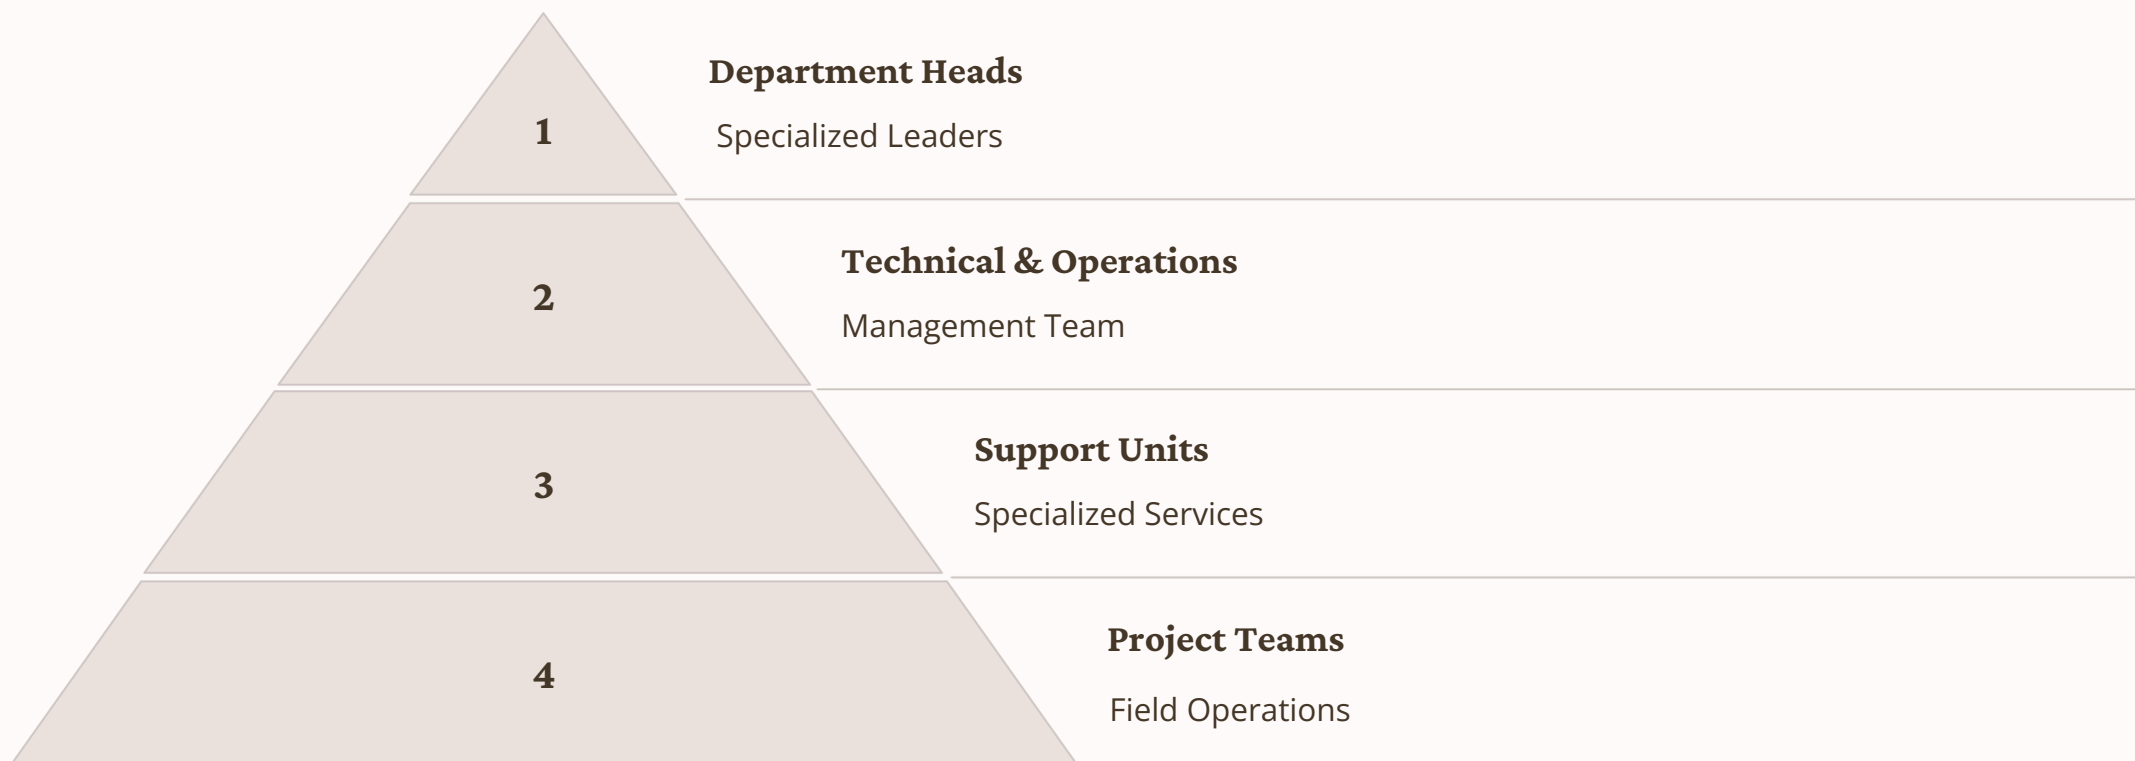 1
Department Heads
Specialized Leaders
2
Technical & Operations
Management Team
3
Support Units
Specialized Services
4
Project Teams
Field Operations